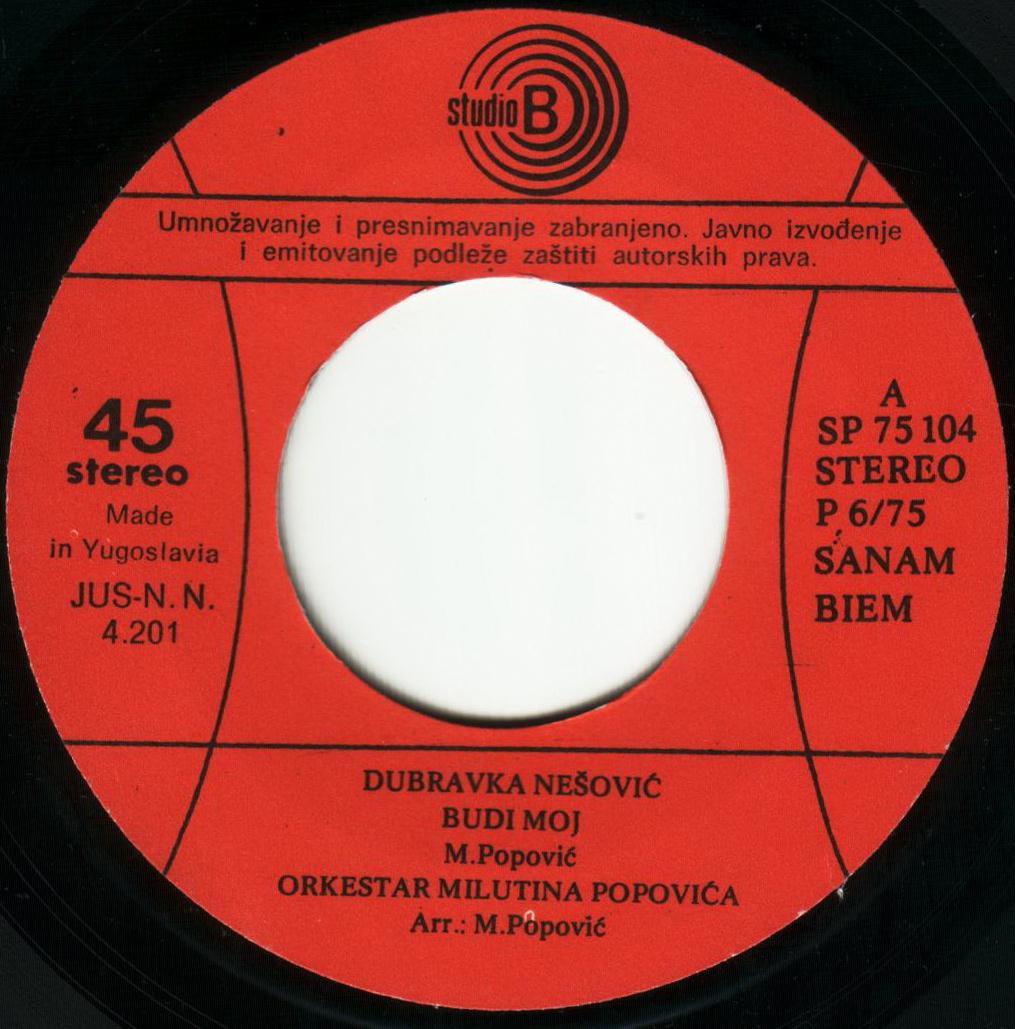 studio B
Umnožavanje i presnimavanje zabranjeno. Javno izvođenje
i emitovanje podleže zaštiti autorskih prava.
45
stereo
Made
in Yugoslavia
JUS-N. N.
4.201
A
SP 75 104
STEREO
P 6/75
SANAM
BIEM
DUBRAVKA NEŠOVIĆ
BUDI MOJ
M.Popović
ORKESTAR MILUTINA POPOVIĆA
Arr.: M.Popović